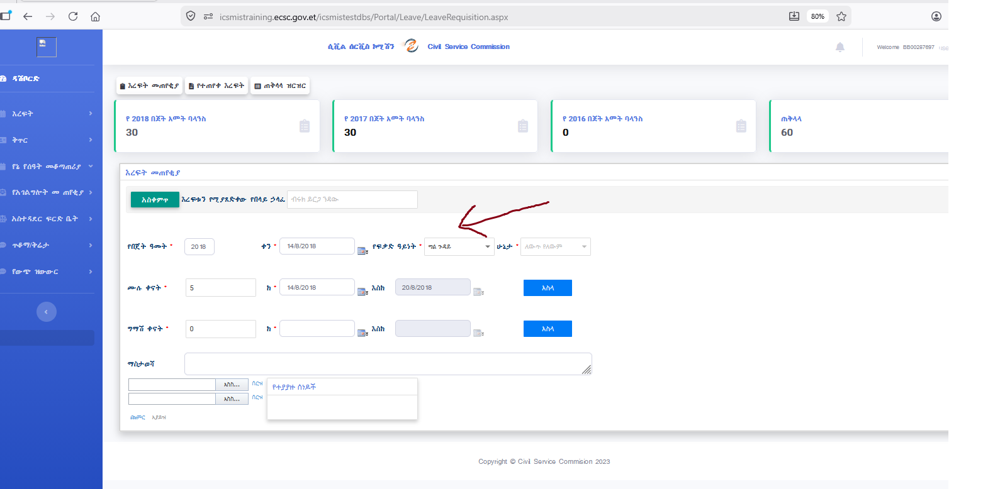 icsmistraining.ecsc.gov.et/icsmistestdbs/Portal/Leave/LeaveRequisition.aspx 80%
ሲቪል ሰርቪስ ኮሚሽን Civil Service Commission Welcome BB00287697
ዳሽቦርድ
እረፍት መጠየቂያ የተጠየቀ እረፍት ጠቅላላ ዝርዝር
እረፍት
ቅጥር
የኔ የሰዓት መቆጣጠሪያ
የአገልግሎት መ ጠየቂያ
አስተዳደር ፍርድ ቤት
ጥቆማ/ቅሬታ
የውጭ ዝውውር
የ 2018 በጀት አመት ባላንስ
30
የ 2017 በጀት አመት ባላንስ
30
የ 2016 በጀት አመት ባላንስ
0
ጠቅላላ
60
እረፍት መጠየቂያ
አስቀምጥ እረፍቱን የሚያጸድቀው የበላይ ኃላፊ ብሩክ ይርጋ ንዳው
የበጀት ዓመት * 2018 ቀን * 14/8/2018 የፍቃድ ዓይነት * ግል ጉዳይ ሁኔታ * ለውጥ የለውም
ሙሉ ቀናት * 5 ከ * 14/8/2018 እስከ 20/8/2018 አስላ
ግማሽ ቀናት * 0 ከ * እስከ አስላ
ማስታወሻ
አስስ... ሰርዝ
አስስ... ሰርዝ
የተያያዙ ሰነዶች
ጨምር አያይዝ
Copyright © Civil Service Commision 2023